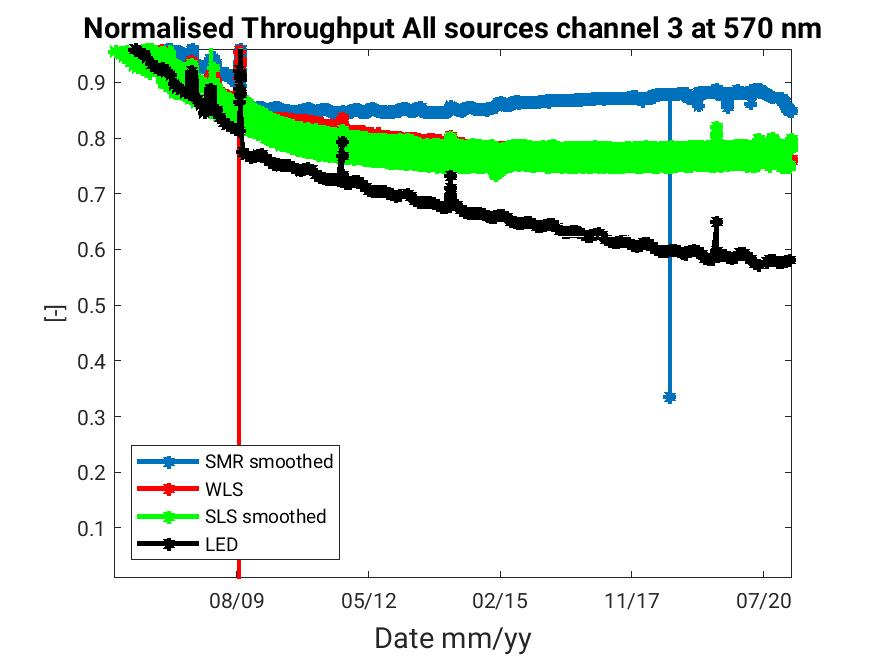 Normalised Throughput All sources channel 3 at 570 nm
0.9
0.8
0.7
0.6
0.5
0.4
0.3
0.2
0.1
[-]
SMR smoothed
WLS
SLS smoothed
LED
08/09 05/12 02/15 11/17 07/20
Date mm/yy